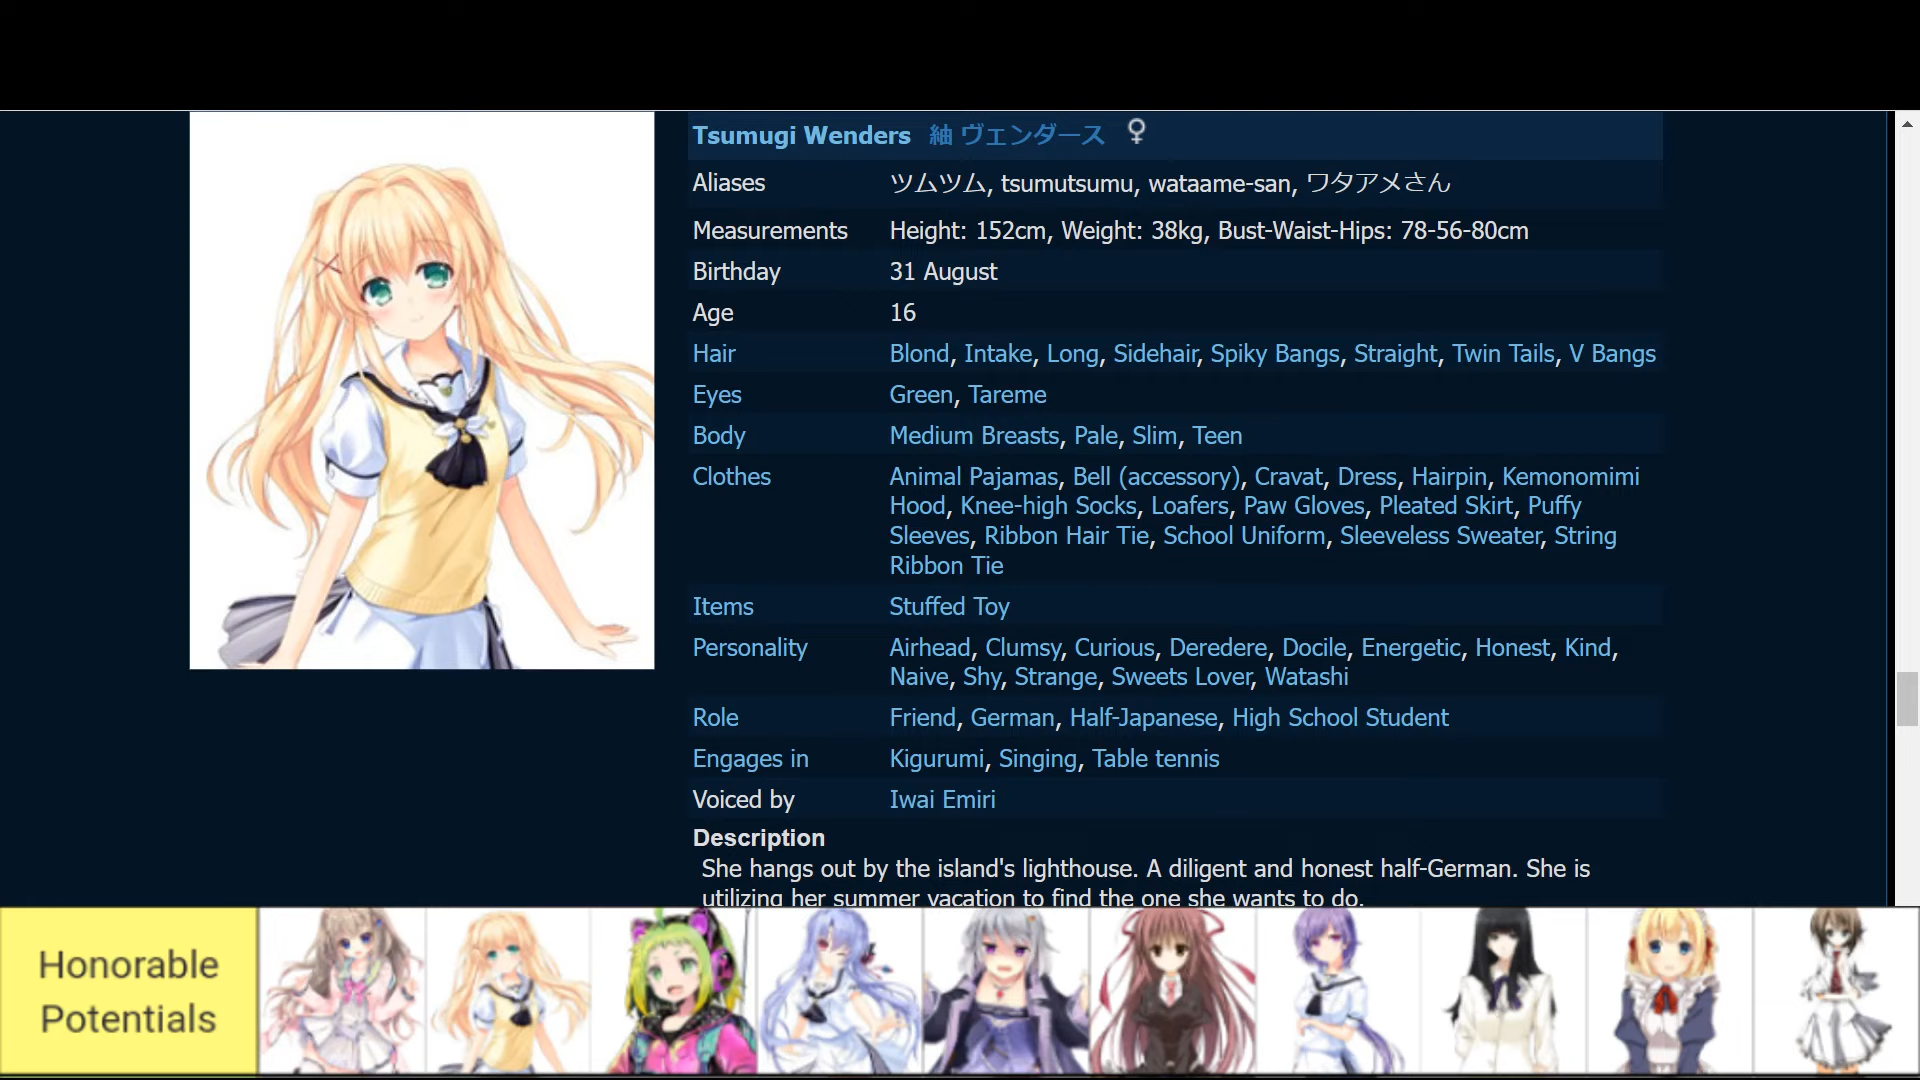 Tsumugi Wenders 紬 ヴェンダース ♀
Aliases ツムツム, tsumutsumu, wataame-san, ワタアメさん
Measurements Height: 152cm, Weight: 38kg, Bust-Waist-Hips: 78-56-80cm
Birthday 31 August
Age 16
Hair Blond, Intake, Long, Sidehair, Spiky Bangs, Straight, Twin Tails, V Bangs
Eyes Green, Tareme
Body Medium Breasts, Pale, Slim, Teen
Clothes Animal Pajamas, Bell (accessory), Cravat, Dress, Hairpin, Kemonomimi
Hood, Knee-high Socks, Loafers, Paw Gloves, Pleated Skirt, Puffy
Sleeves, Ribbon Hair Tie, School Uniform, Sleeveless Sweater, String
Ribbon Tie
Items Stuffed Toy
Personality Airhead, Clumsy, Curious, Deredere, Docile, Energetic, Honest, Kind,
Naive, Shy, Strange, Sweets Lover, Watashi
Role Friend, German, Half-Japanese, High School Student
Engages in Kigurumi, Singing, Table tennis
Voiced by Iwai Emiri
Description
She hangs out by the island's lighthouse. A diligent and honest half-German. She is
utilizing her summer vacation to find the one she wants to do.
Honorable
Potentials